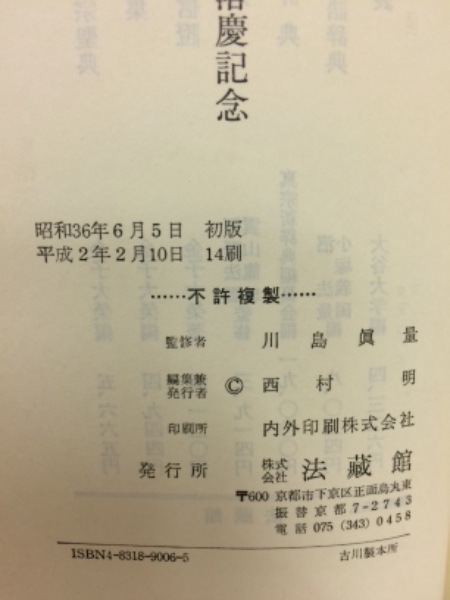 慶記念
昭和36年6月5日 初版
平成2年2月10日 14刷
……不許複製……
監修者 川島眞量
編集兼発行者 © 西村明
印刷所 内外印刷株式会社
発行所 株式会社 法藏館
〒600 京都市下京区正面烏丸東
振替京都7-2743
電話 075(343)0458
ISBN4-8318-9006-5 古川製本所